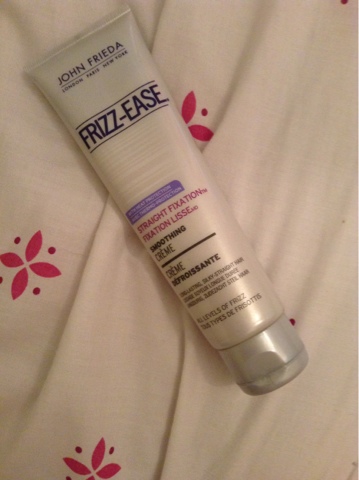 JOHN FRIEDA
LONDON PARIS NEW YORK
FRIZZ-EASE
STRAIGHT FIXATION
FIXATION LISSE
SMOOTHING
CRÈME
CRÈME
DÉFROISSANTE
ALL LEVELS OF FRIZZ
TOUS TYPES DE FRISOTTIS